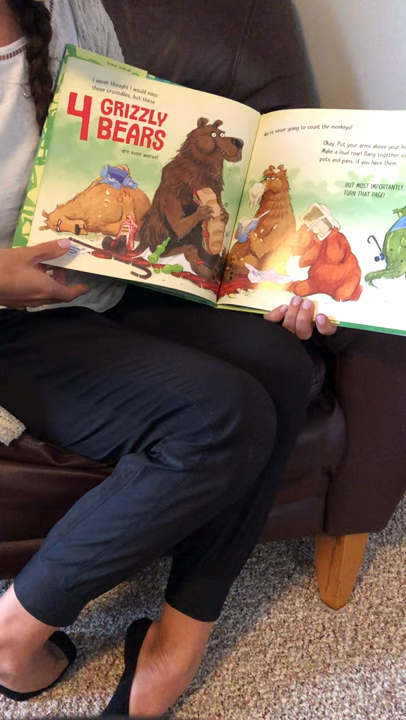 I never thought I would miss
those crocodiles, but these
4 GRIZZLY
BEARS
are even worse!
We're never going to count the monkeys!
Okay. Put your arms above your
Make a loud roar! Bang together
pots and pans, if you have them.
BUT MOST IMPORTANTLY,
TURN THAT PAGE!